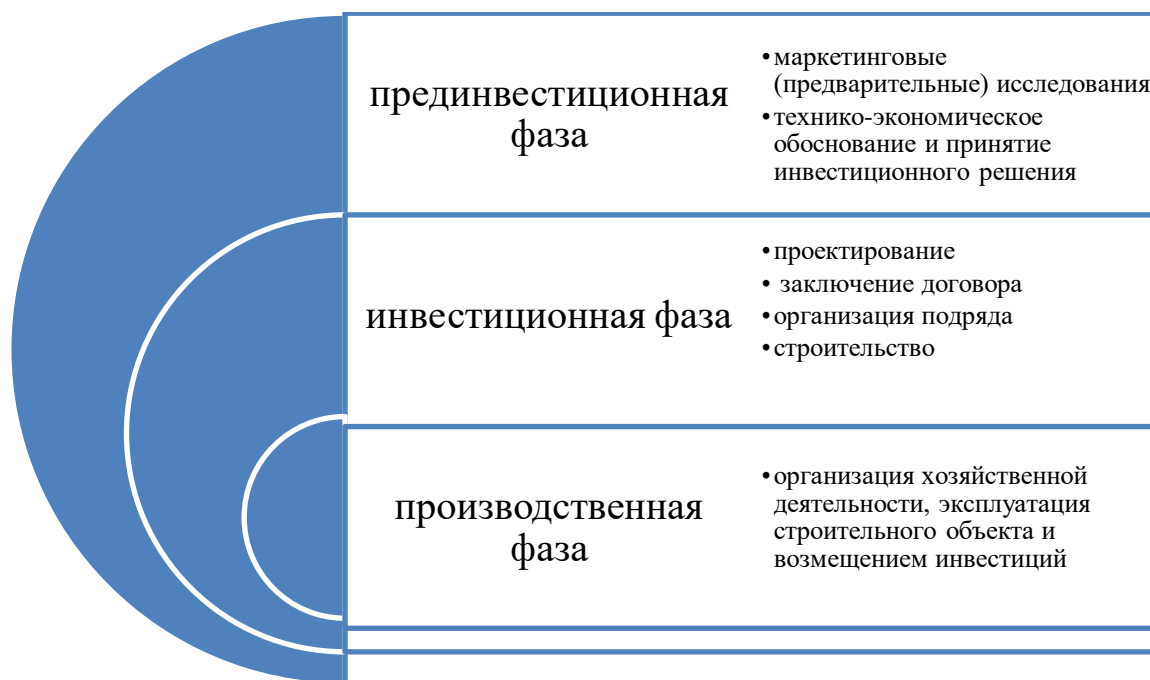 прединвестиционная
фаза
•маркетинговые
(предварительные) исследования
•технико-экономическое
обоснование и принятие
инвестиционного решения
инвестиционная фаза
•проектирование
• заключение договора
•организация подряда
•строительство
производственная
фаза
•организация хозяйственной
деятельности, эксплуатация
строительного объекта и
возмещением инвестиций